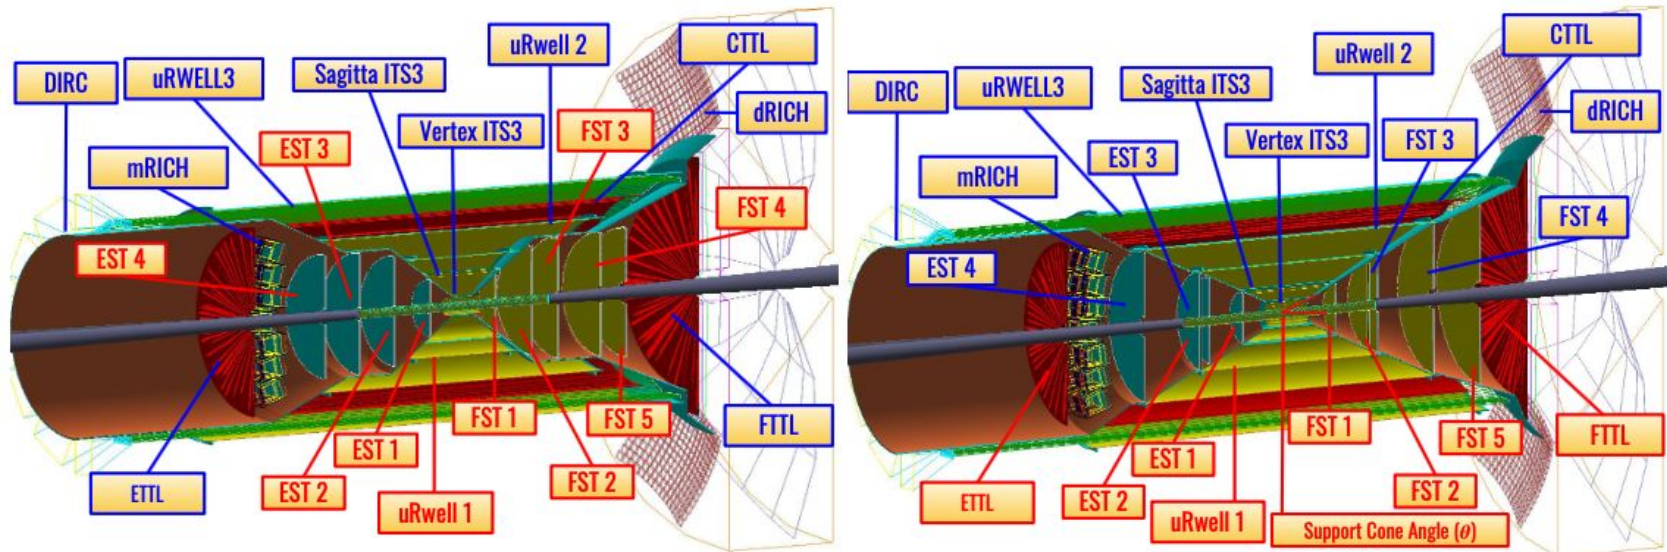 DIRC
uRWELL3
Sagitta ITS3
uRwell 2
CTTL
Vertex ITS3
FST 3
dRICH
EST 3
mRICH
FST 4
EST 4
FST 1
FST 5
FTTL
EST 1
FST 2
ETTL
EST 2
uRwell 1
DIRC
uRWELL3
Sagitta ITS3
uRwell 2
CTTL
Vertex ITS3
FST 3
dRICH
EST 3
mRICH
FST 4
EST 4
FST 1
FST 5
FTTL
EST 1
FST 2
ETTL
EST 2
uRwell 1
Support Cone Angle (θ)